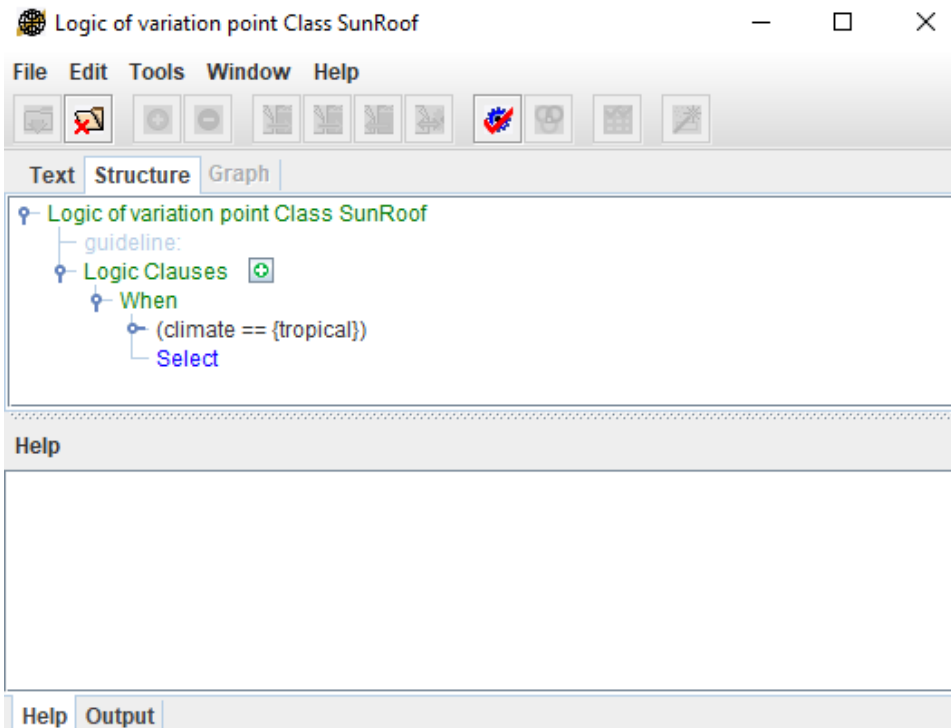 Logic of variation point Class SunRoof
File Edit Tools Window Help
Text Structure Graph
Logic of variation point Class SunRoof
guideline:
Logic Clauses
When
(climate == {tropical})
Select
Help
Help Output